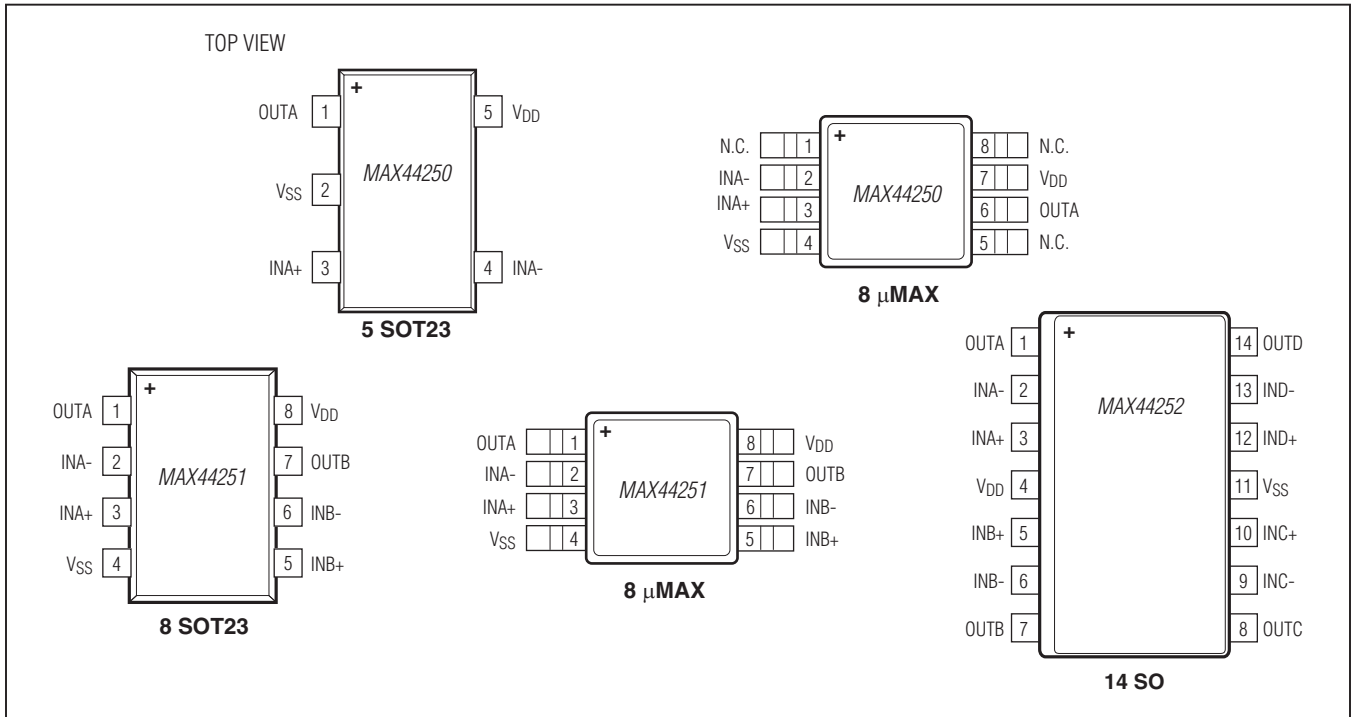 TOP VIEW
+
OUTA 1
5 VDD
VSS 2
MAX44250
INA+ 3
4 INA-
5 SOT23
+
N.C. 1
8 N.C.
INA- 2
7 VDD
MAX44250
INA+ 3
6 OUTA
VSS 4
5 N.C.
8 μMAX
+
OUTA 1
8 VDD
INA- 2
7 OUTB
MAX44251
INA+ 3
6 INB-
VSS 4
5 INB+
8 SOT23
+
OUTA 1
8 VDD
INA- 2
7 OUTB
MAX44251
INA+ 3
6 INB-
VSS 4
5 INB+
8 μMAX
+
OUTA 1
14 OUTD
INA- 2
13 IND-
MAX44252
INA+ 3
12 IND+
VDD 4
11 VSS
INB+ 5
10 INC+
INB- 6
9 INC-
OUTB 7
8 OUTC
14 SO